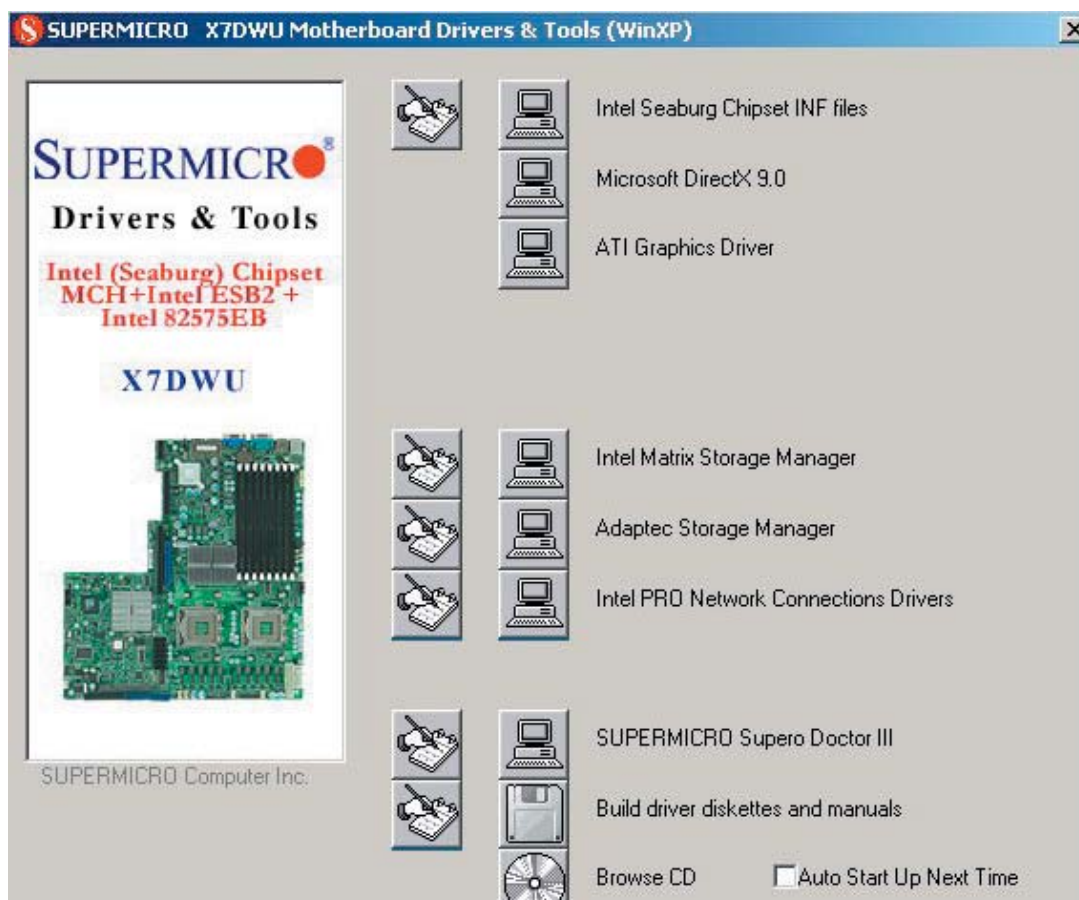 SUPERMICRO X7DWU Motherboard Drivers & Tools (WinXP)
SUPERMICRO®
Drivers & Tools
Intel (Seaburg) Chipset
MCH+Intel ESB2 +
Intel 82575EB
X7DWU
SUPERMICRO Computer Inc.
Intel Seaburg Chipset INF files
Microsoft DirectX 9.0
ATI Graphics Driver
Intel Matrix Storage Manager
Adaptec Storage Manager
Intel PRO Network Connections Drivers
SUPERMICRO Supero Doctor III
Build driver diskettes and manuals
Browse CD
Auto Start Up Next Time